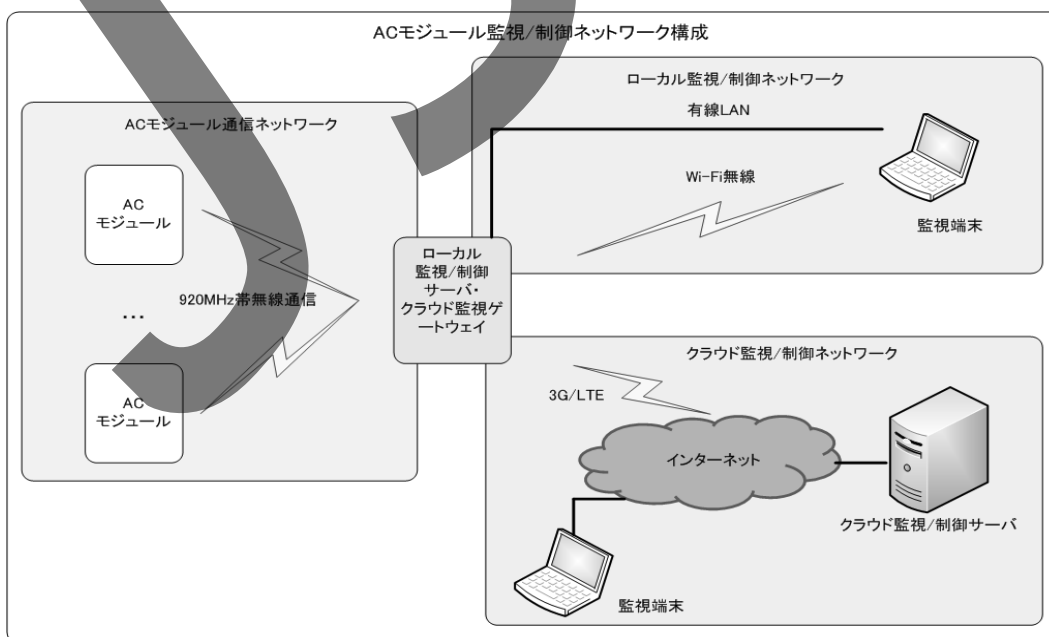 ACモジュール監視/制御ネットワーク構成
ローカル監視/制御ネットワーク
有線LAN
Wi-Fi無線
監視端末
ACモジュール通信ネットワーク
AC
モジュール
920MHz帯無線通信
...
AC
モジュール
ローカル
監視/制御
サーバ・
クラウド監視ゲ
ートウェイ
クラウド監視/制御ネットワーク
3G/LTE
インターネット
クラウド監視/制御サーバ
監視端末